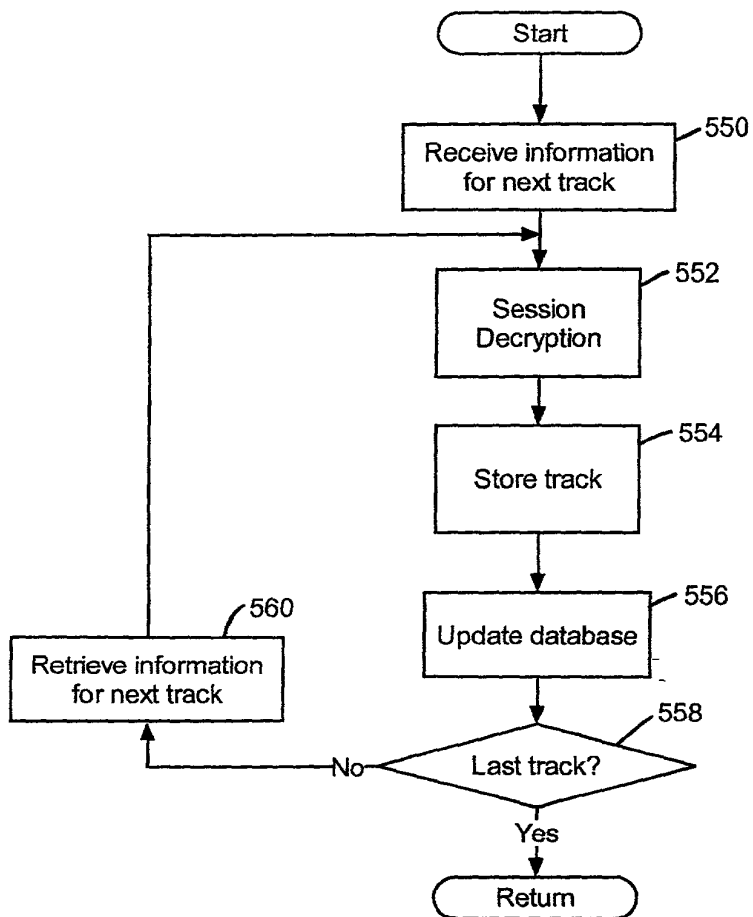 Start
550
Receive information
for next track
552
Session
Decryption
554
Store track
556
Update database
560
Retrieve information
for next track
558
Last track?
No
Yes
Return